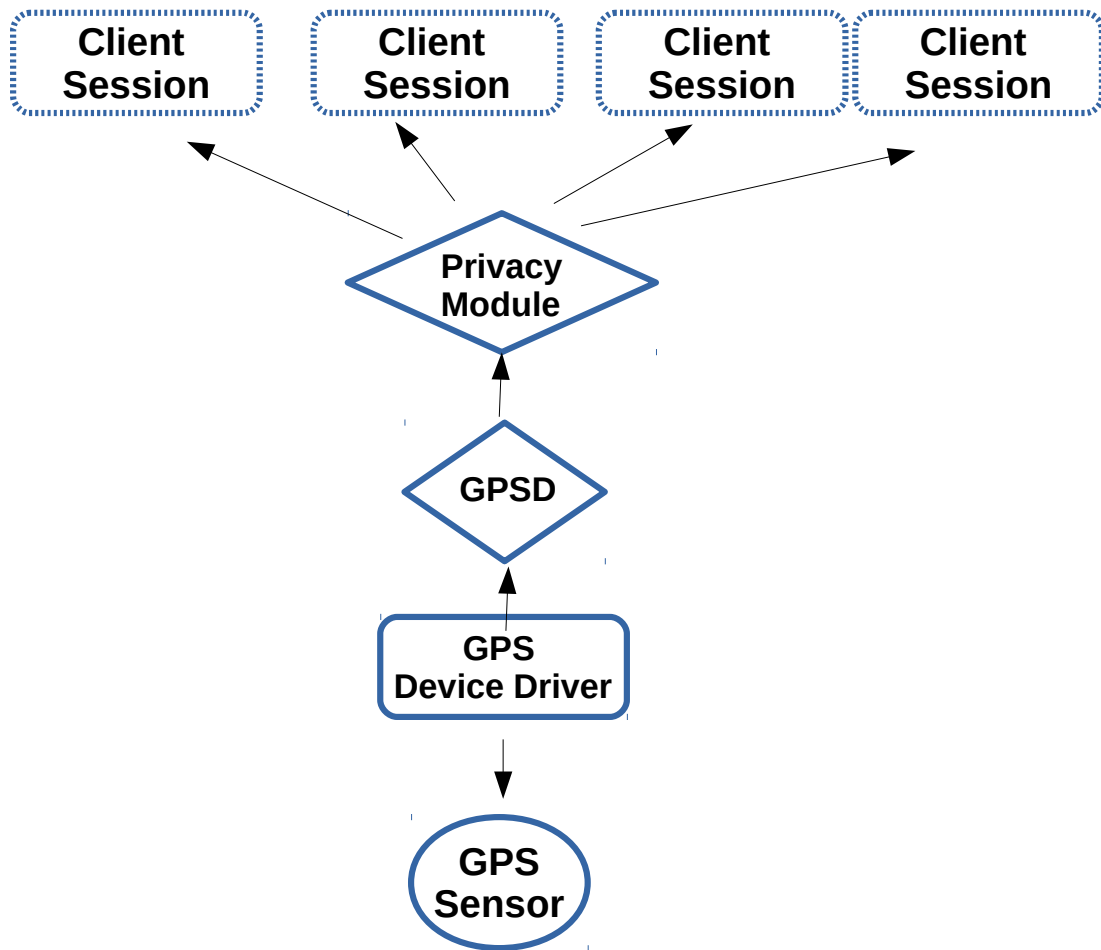 Client
Session
Client
Session
Client
Session
Client
Session
Privacy
Module
GPSD
GPS
Device Driver
GPS
Sensor